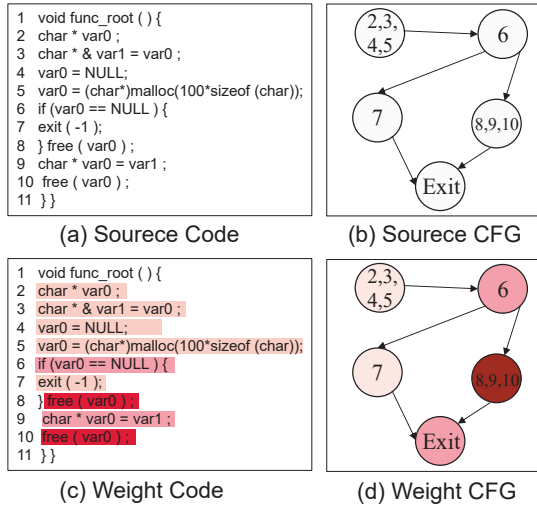 1 void func_root ( ) {
2 char * var0 ;
3 char * & var1 = var0 ;
4 var0 = NULL;
5 var0 = (char*)malloc(100*sizeof (char));
6 if (var0 == NULL ) {
7 exit ( -1 );
8 } free ( var0 ) ;
9 char * var0 = var1 ;
10 free ( var0 ) ;
11 } }
(a) Sourece Code
2,3,
4,5
6
7
8,9,10
Exit
(b) Sourece CFG
1 void func_root ( ) {
2 char * var0 ;
3 char * & var1 = var0 ;
4 var0 = NULL;
5 var0 = (char*)malloc(100*sizeof (char));
6 if (var0 == NULL ) {
7 exit ( -1 );
8 } free ( var0 ) ;
9 char * var0 = var1 ;
10 free ( var0 ) ;
11 } }
(c) Weight Code
2,3,
4,5
6
7
8,9,10
Exit
(d) Weight CFG